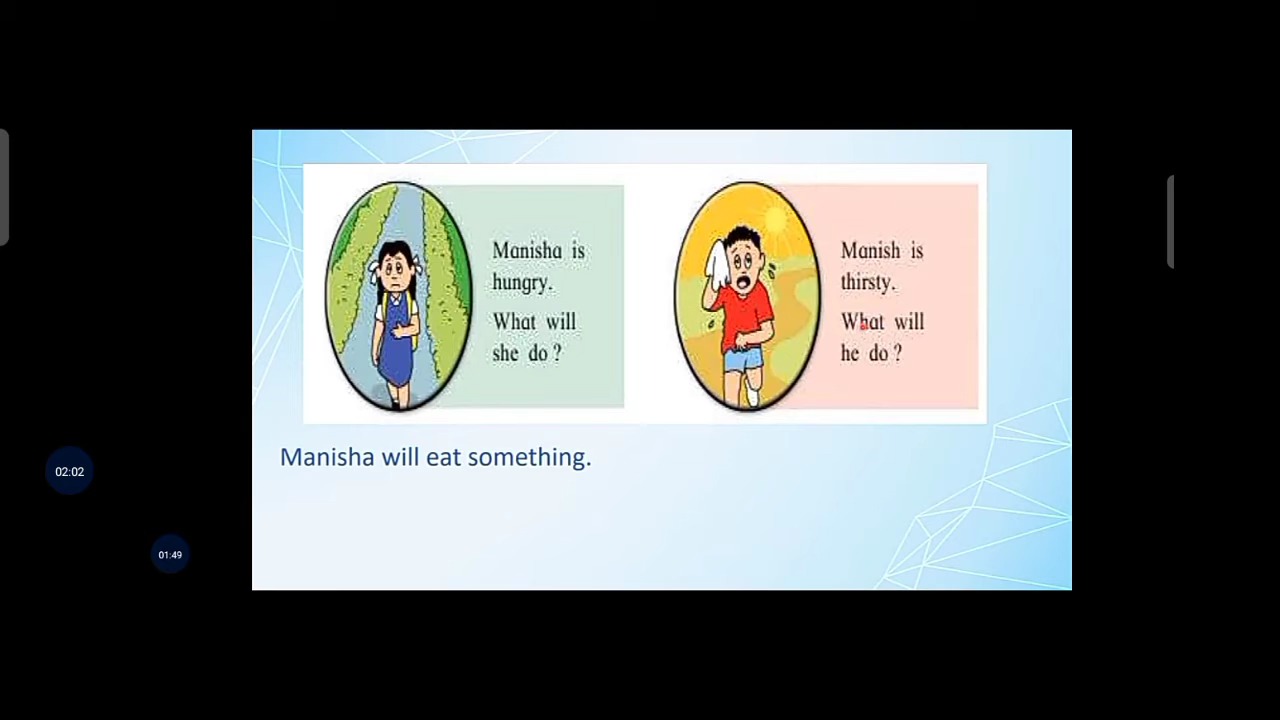 Manisha is
hungry.
What will
she do ?
Manish is
thirsty.
What will
he do ?
Manisha will eat something.
02:02
01:49